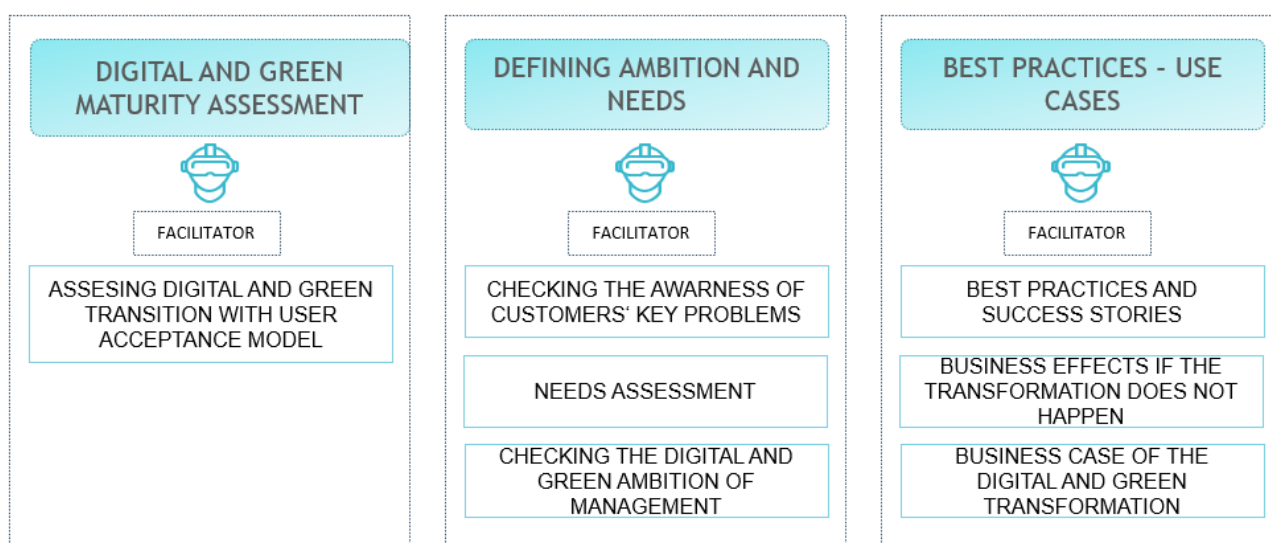 DIGITAL AND GREEN
MATURITY ASSESSMENT
FACILITATOR
ASSESING DIGITAL AND GREEN
TRANSITION WITH USER
ACCEPTANCE MODEL
DEFINING AMBITION AND
NEEDS
FACILITATOR
CHECKING THE AWARNESS OF
CUSTOMERS‘ KEY PROBLEMS
NEEDS ASSESSMENT
CHECKING THE DIGITAL AND
GREEN AMBITION OF
MANAGEMENT
BEST PRACTICES - USE
CASES
FACILITATOR
BEST PRACTICES AND
SUCCESS STORIES
BUSINESS EFFECTS IF THE
TRANSFORMATION DOES NOT
HAPPEN
BUSINESS CASE OF THE
DIGITAL AND GREEN
TRANSFORMATION